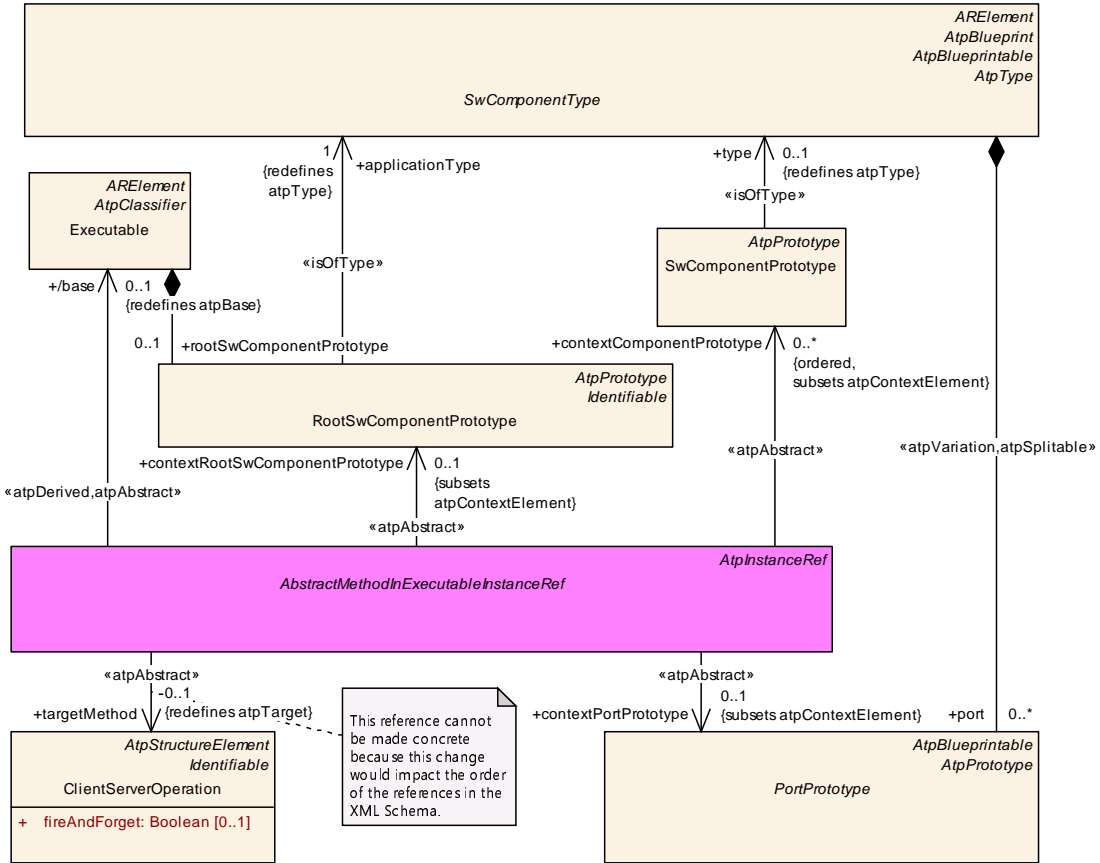 ARElement
AtpBlueprint
AtpBlueprintable
AtpType
SwComponentType
1
{redefines
atpType}
+applicationType
+type
0..1
{redefines atpType}
«isOfType»
ARElement
AtpClassifier
Executable
AtpPrototype
SwComponentPrototype
«isOfType»
+/base
0..1
{redefines atpBase}
0..1
+rootSwComponentPrototype
+contextComponentPrototype
0..*
{ordered,
subsets atpContextElement}
AtpPrototype
Identifiable
RootSwComponentPrototype
«atpVariation,atpSplitable»
«atpAbstract»
+contextRootSwComponentPrototype
0..1
{subsets
atpContextElement}
«atpDerived,atpAbstract»
«atpAbstract»
AtpInstanceRef
AbstractMethodInExecutableInstanceRef
«atpAbstract»
-0..1
+targetMethod
{redefines atpTarget}
«atpAbstract»
0..1
+contextPortPrototype
{subsets atpContextElement}
+port
0..*
This reference cannot
be made concrete
because this change
would impact the order
of the references in the
XML Schema.
AtpStructureElement
Identifiable
ClientServerOperation
+ fireAndForget: Boolean [0..1]
AtpBlueprintable
AtpPrototype
PortPrototype